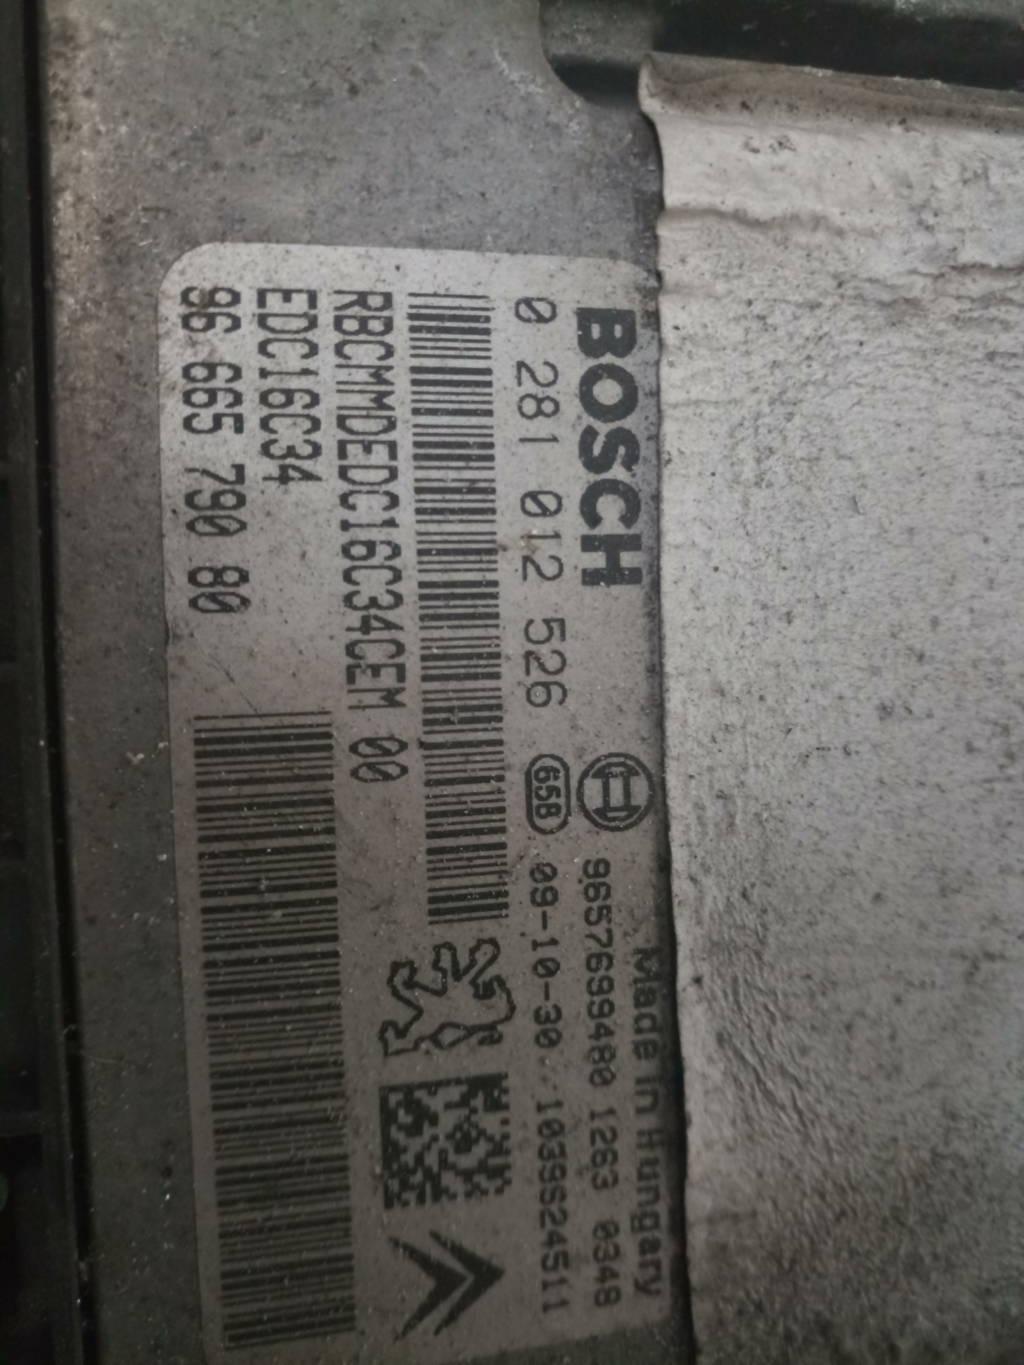 BOSCH
Made in Hungary
9657699480 1263 0348
0 281 012 526 65B 09-10-30 1039S24511
RBCMMDEDC16C34CEM 00
EDC16C34
96 665 790 80